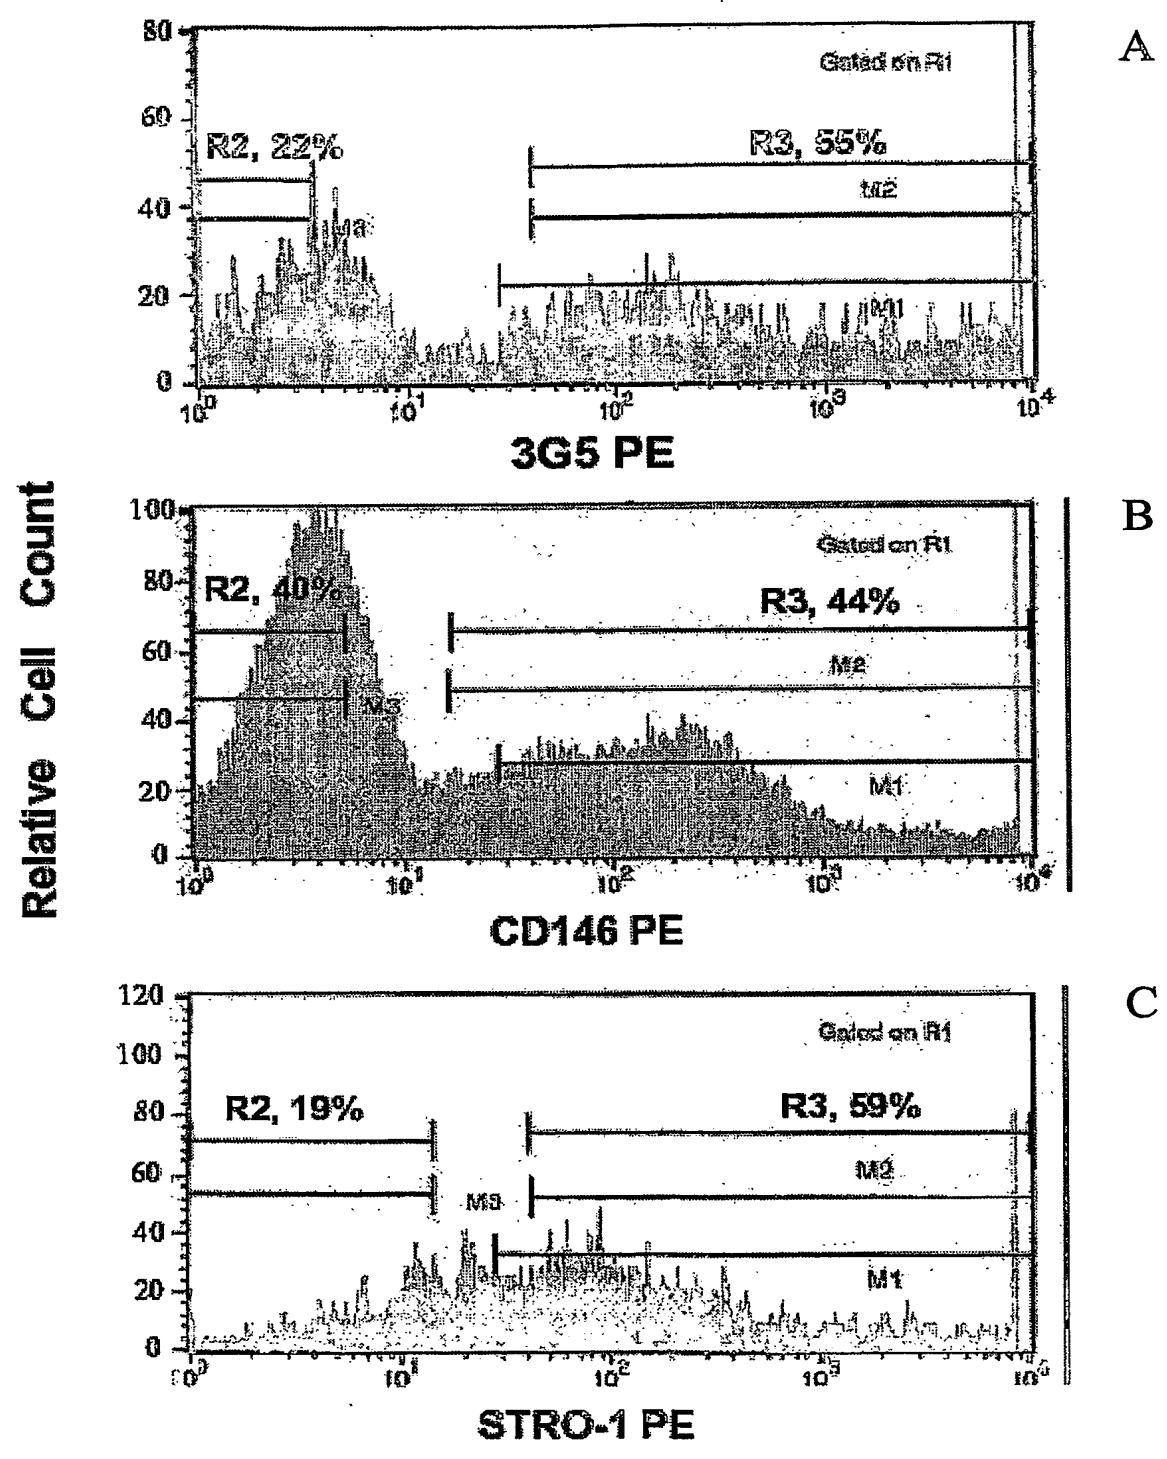 A
80
60
40
20
0
Gated on R1
R2, 22%
R3, 55%
M2
M1
10^0 10^1 10^2 10^3 10^4
3G5 PE
Relative Cell Count
B
100
80
60
40
20
0
Gated on R1
R2, 40%
R3, 44%
M2
M3
M1
10^0 10^1 10^2 10^3 10^4
CD146 PE
C
120
100
80
60
40
20
0
Gated on R1
R2, 19%
R3, 59%
M2
M3
M1
10^1 10^2 10^3
STRO-1 PE